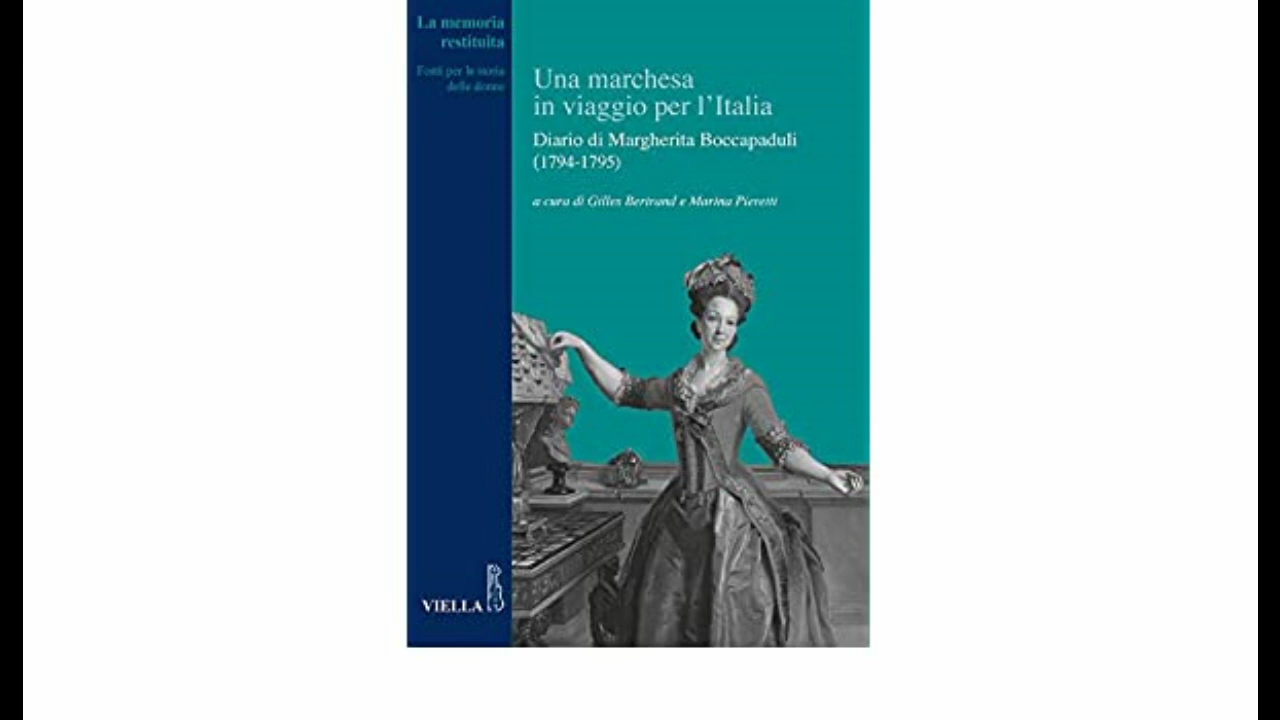 La memoria
restituita
Fonti per la storia
delle donne
Una marchesa
in viaggio per l'Italia
Diario di Margherita Boccapaduli
(1794-1795)
a cura di Gilles Bertrand e Marina Pieretti
VIELLA